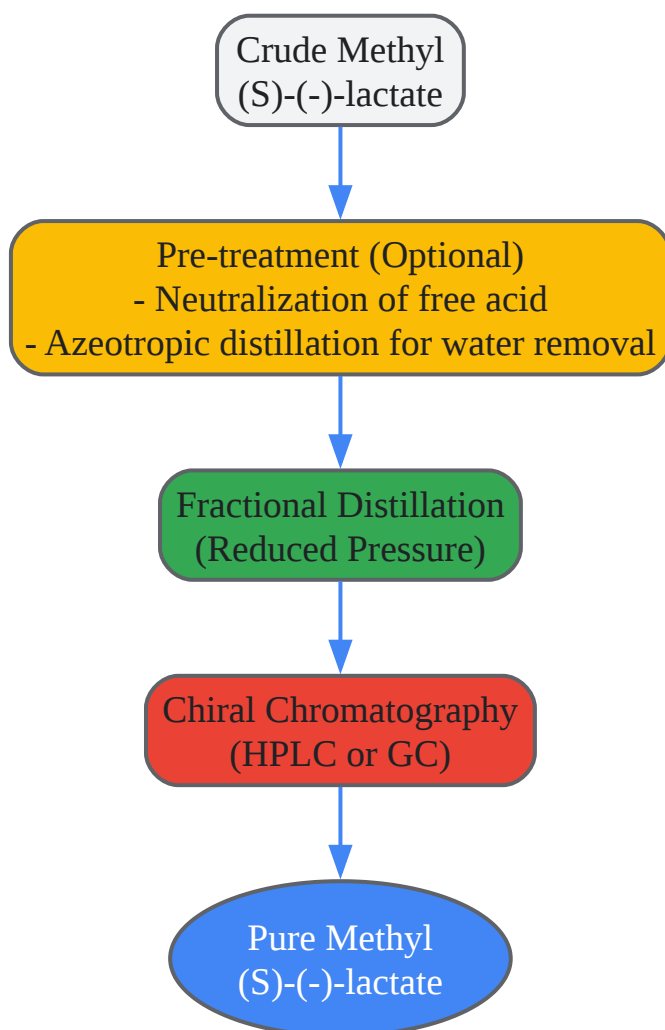 Crude Methyl
(S)-(-)-lactate
Pre-treatment (Optional)
- Neutralization of free acid
- Azeotropic distillation for water removal
Fractional Distillation
(Reduced Pressure)
Chiral Chromatography
(HPLC or GC)
Pure Methyl
(S)-(-)-lactate